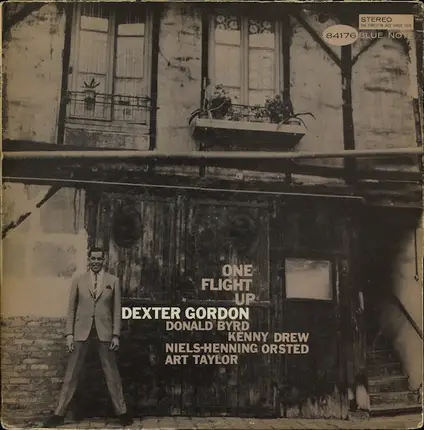 STEREO
84176 BLUE NOTE
ONE
FLIGHT
UP
DEXTER GORDON
DONALD BYRD
KENNY DREW
NIELS-HENNING ORSTED
ART TAYLOR